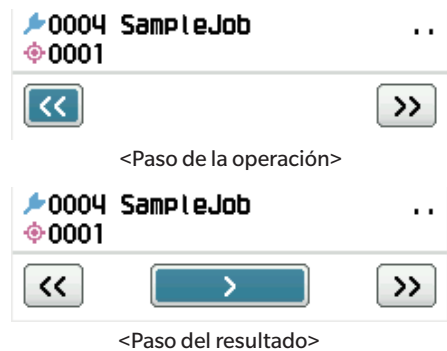 0004 SampleJob ..
0001
<< >>
<Paso de la operación>
0004 SampleJob ..
0001
<< > >>
<Paso del resultado>